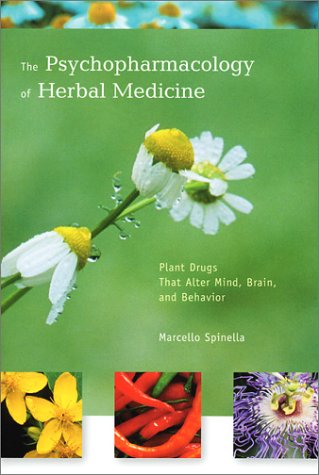 The Psychopharmacology
of Herbal Medicine
Plant Drugs
That Alter Mind, Brain,
and Behavior
Marcello Spinella